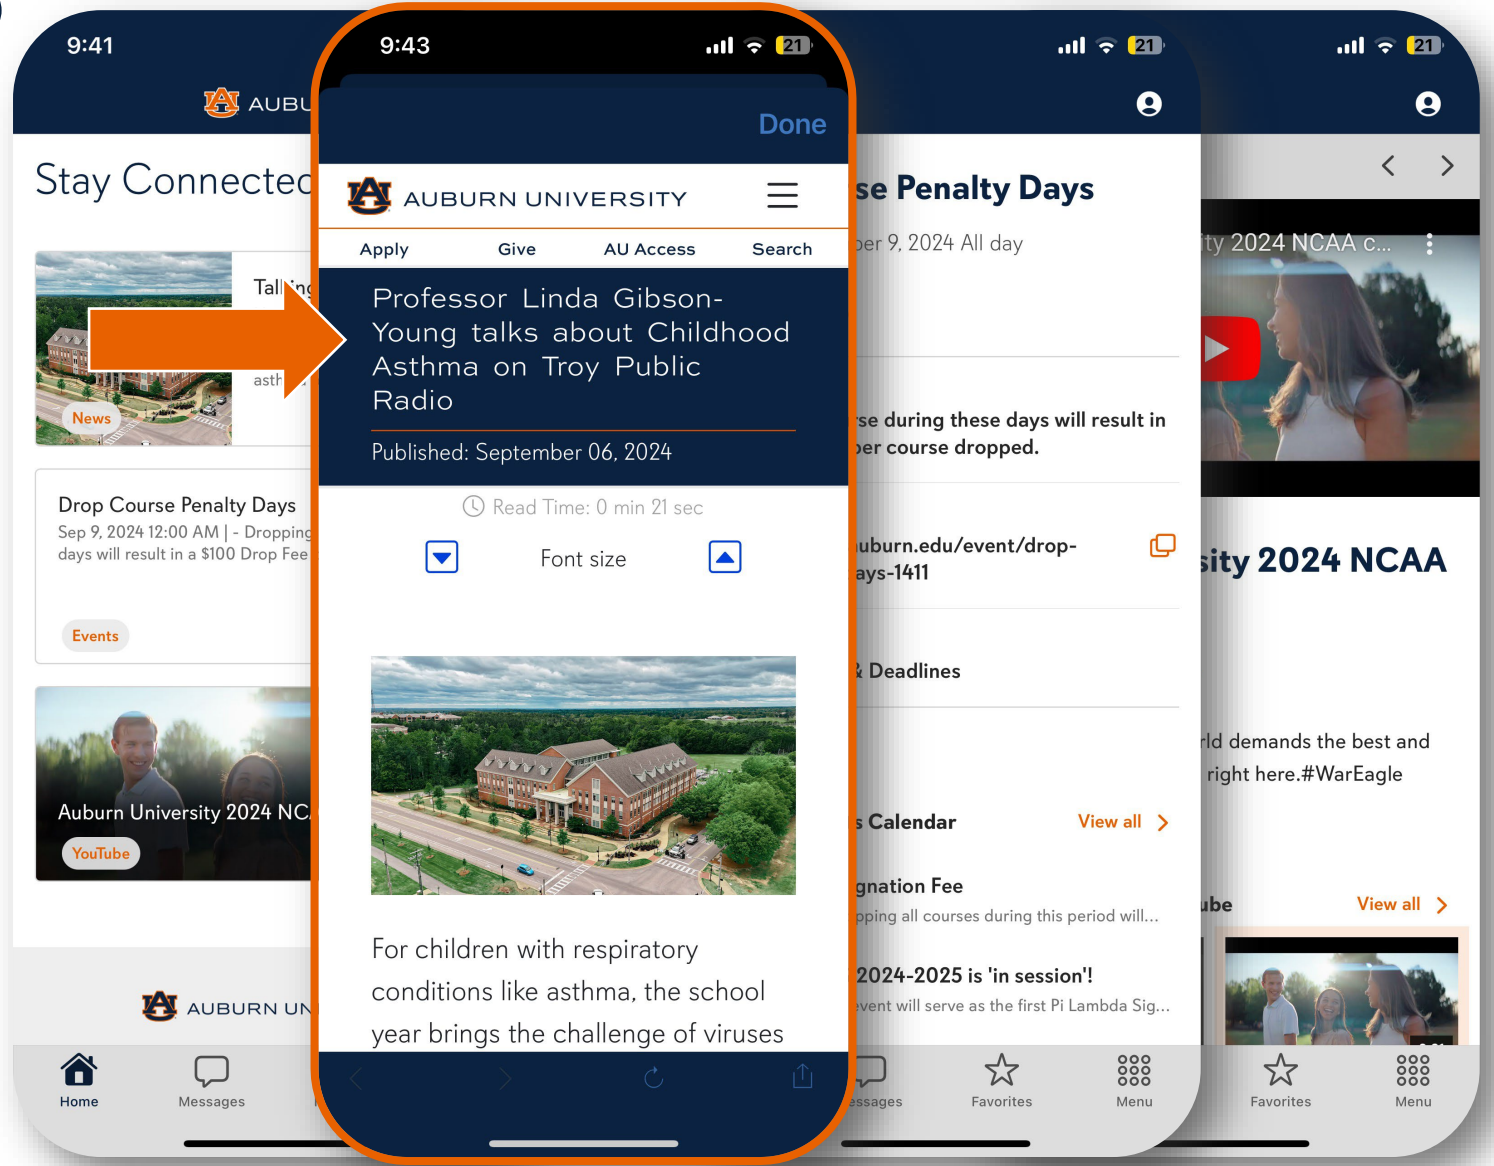 9:41
AUBU
Stay Connected
Talking
asth
News
Drop Course Penalty Days
Sep 9, 2024 12:00 AM | - Dropping
days will result in a $100 Drop Fee
Events
Auburn University 2024 NC
YouTube
AUBURN UN
Home
Messages
9:43
21
Done
AUBURN UNIVERSITY
Apply
Give
AU Access
Search
Professor Linda Gibson-
Young talks about Childhood
Asthma on Troy Public
Radio
Published: September 06, 2024
Read Time: 0 min 21 sec
Font size
For children with respiratory
conditions like asthma, the school
year brings the challenge of viruses
21
se Penalty Days
ber 9, 2024 All day
rse during these days will result in
per course dropped.
auburn.edu/event/drop-
ays-1411
& Deadlines
s Calendar
View all
gnation Fee
pping all courses during this period will...
2024-2025 is 'in session'!
event will serve as the first Pi Lambda Sig...
essages
Favorites
Menu
21
ity 2024 NCAA c...
sity 2024 NCAA
rld demands the best and
right here.#WarEagle
ube
View all
Favorites
Menu